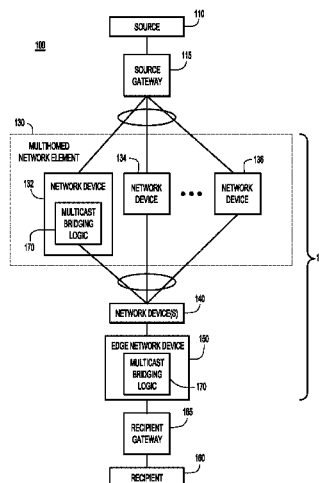 100
110
SOURCE
115
SOURCE
GATEWAY
130
MULTIHOMED
NETWORK ELEMENT
132
NETWORK DEVICE
MULTICAST
BRIDGING
LOGIC
170
134
NETWORK
DEVICE
136
NETWORK
DEVICE
140
NETWORK DEVICE(S)
150
EDGE NETWORK DEVICE
MULTICAST
BRIDGING
LOGIC
170
165
RECIPIENT
GATEWAY
160
RECIPIENT